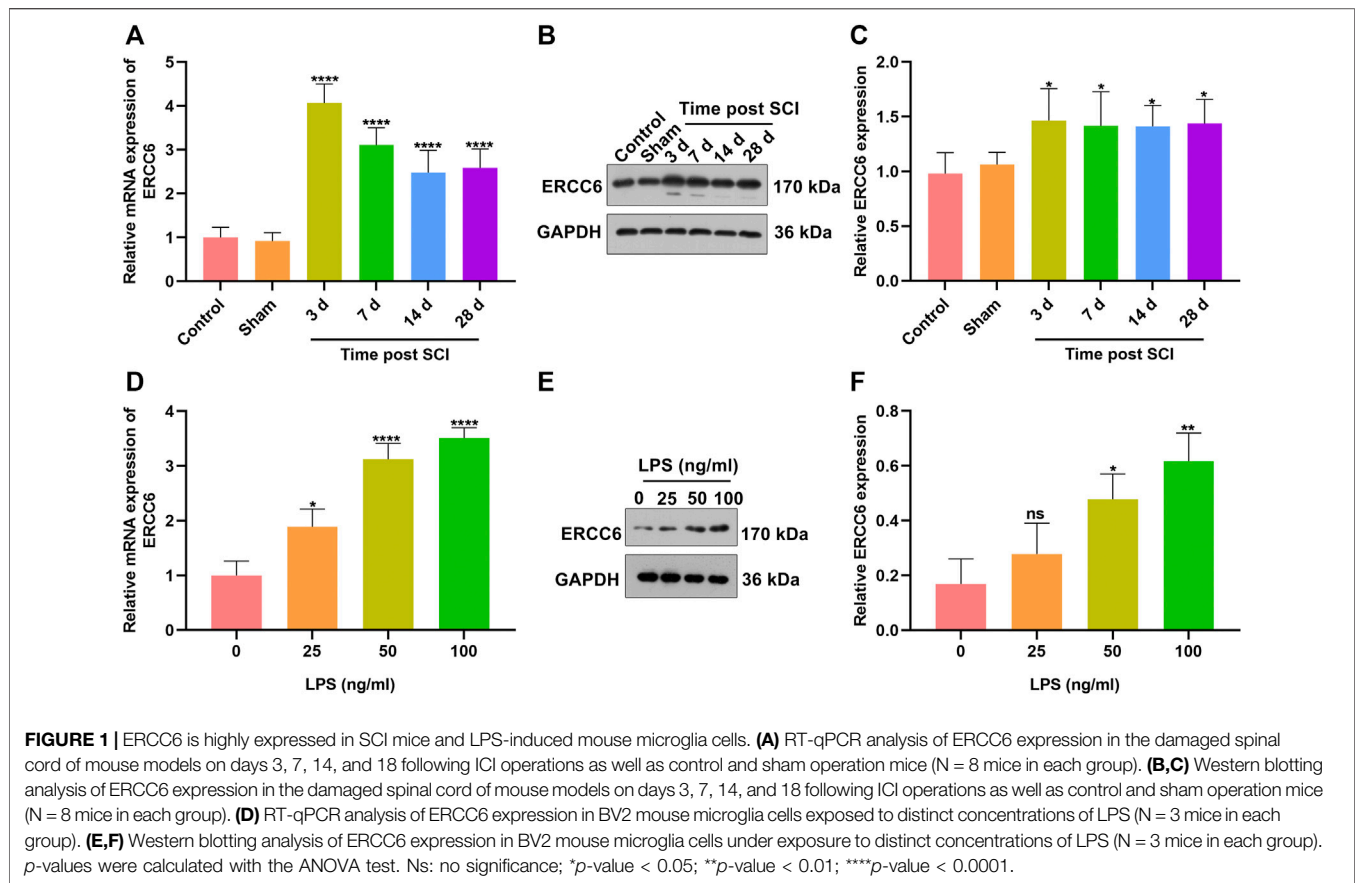 A
Relative mRNA expression of
ERCC6
5
4
3
2
1
0
****
****
****
****
Control
Sham
3 d
7 d
14 d
28 d
Time post SCI
B
Time post SCI
Control
Sham
3 d
7 d
14 d
28 d
ERCC6
170 kDa
GAPDH
36 kDa
C
Relative ERCC6 expression
2.0
1.5
1.0
0.5
0.0
*
*
*
*
Control
Sham
3 d
7 d
14 d
28 d
Time post SCI
D
Relative mRNA expression of
ERCC6
4
3
2
1
0
*
****
****
0
25
50
100
LPS (ng/ml)
E
LPS (ng/ml)
0 25 50 100
ERCC6
170 kDa
GAPDH
36 kDa
F
Relative ERCC6 expression
0.8
0.6
0.4
0.2
0.0
ns
*
**
0
25
50
100
LPS (ng/ml)
FIGURE 1 | ERCC6 is highly expressed in SCI mice and LPS-induced mouse microglia cells. (A) RT-qPCR analysis of ERCC6 expression in the damaged spinal
cord of mouse models on days 3, 7, 14, and 18 following ICI operations as well as control and sham operation mice (N = 8 mice in each group). (B,C) Western blotting
analysis of ERCC6 expression in the damaged spinal cord of mouse models on days 3, 7, 14, and 18 following ICI operations as well as control and sham operation mice
(N = 8 mice in each group). (D) RT-qPCR analysis of ERCC6 expression in BV2 mouse microglia cells exposed to distinct concentrations of LPS (N = 3 mice in each
group). (E,F) Western blotting analysis of ERCC6 expression in BV2 mouse microglia cells under exposure to distinct concentrations of LPS (N = 3 mice in each group).
p-values were calculated with the ANOVA test. Ns: no significance; *p-value < 0.05; **p-value < 0.01; ****p-value < 0.0001.